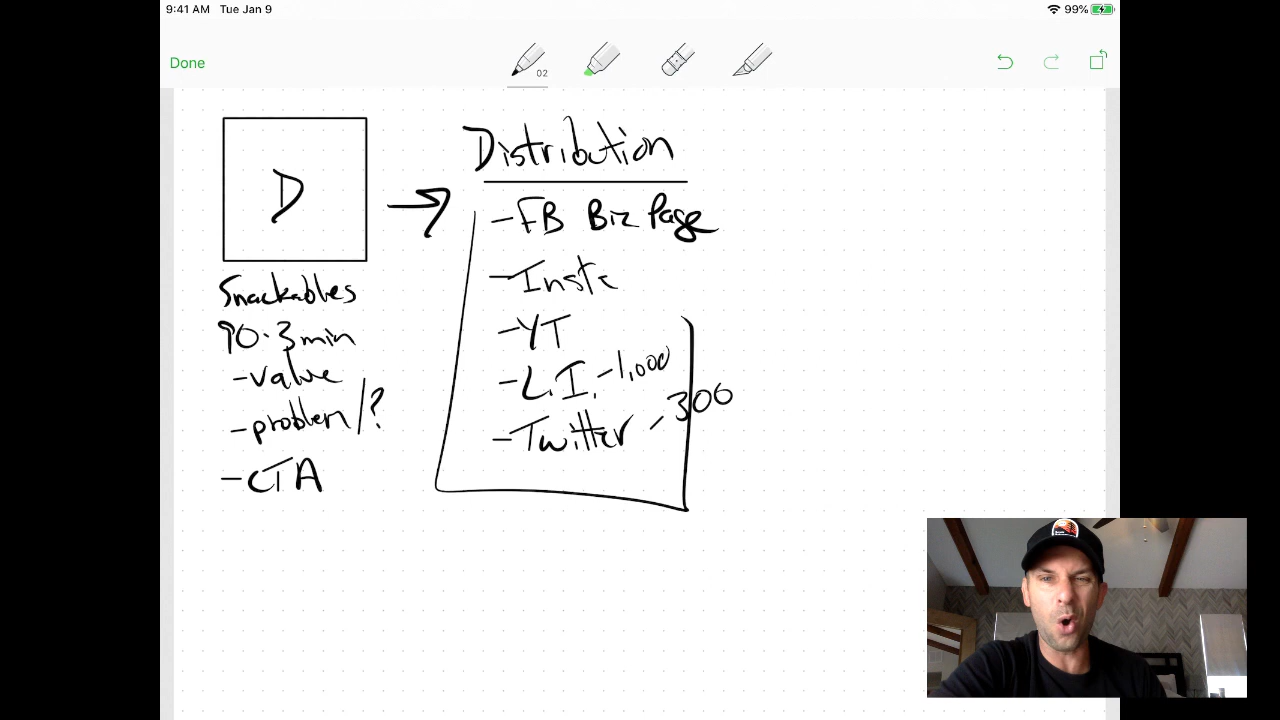 9:41 AM Tue Jan 9
99%
Done
02
D
Snackables
90-3 min
-value
-problem/?
-CTA
Distribution
-FB Biz Page
-Insta
-YT
-L.I. -1,000
-Twitter -300